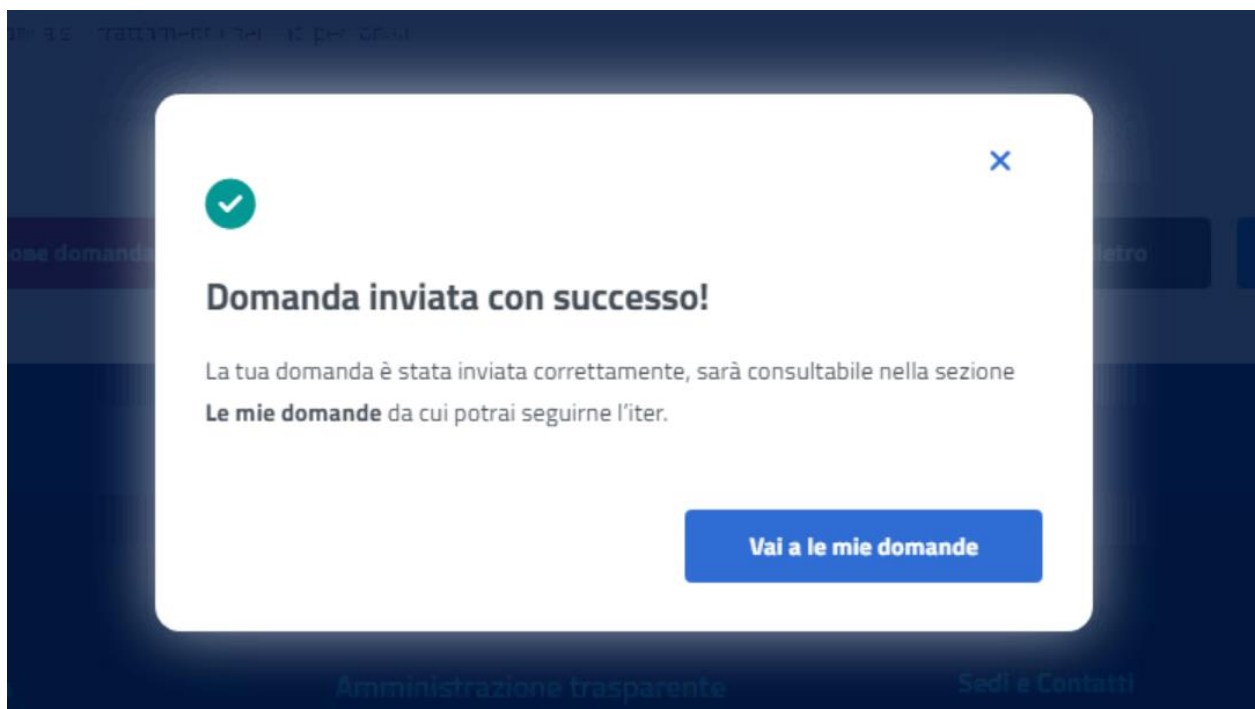 domanda
Domanda inviata con successo!
La tua domanda è stata inviata correttamente, sarà consultabile nella sezione
Le mie domande da cui potrai seguirne l’iter.
Vai a le mie domande
Amministrazione trasparente
Sedi e Contatti